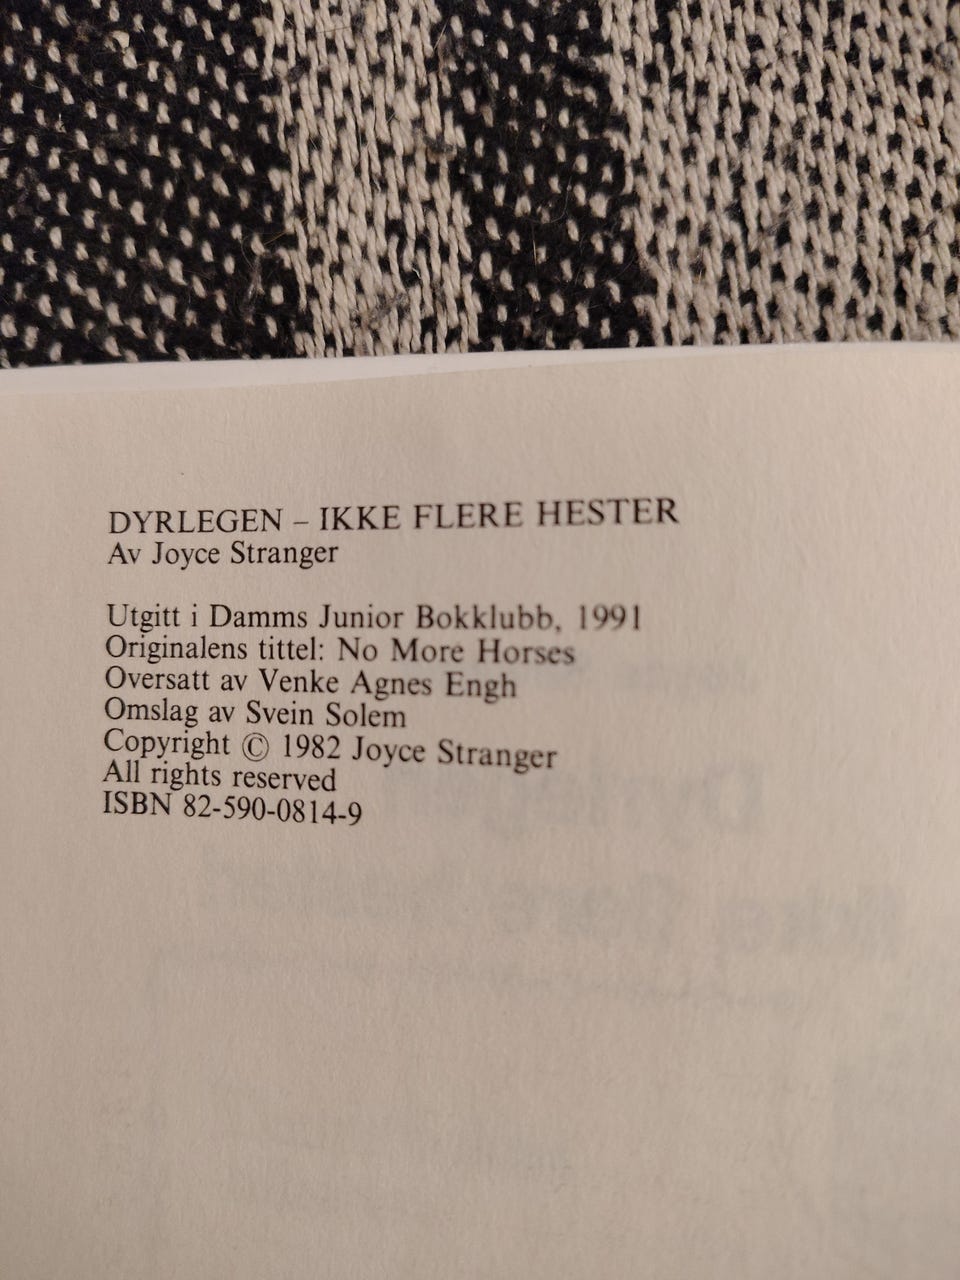 DYRLEGEN – IKKE FLERE HESTER
Av Joyce Stranger
Utgitt i Damms Junior Bokklubb, 1991
Originalens tittel: No More Horses
Oversatt av Venke Agnes Engh
Omslag av Svein Solem
Copyright © 1982 Joyce Stranger
All rights reserved
ISBN 82-590-0814-9